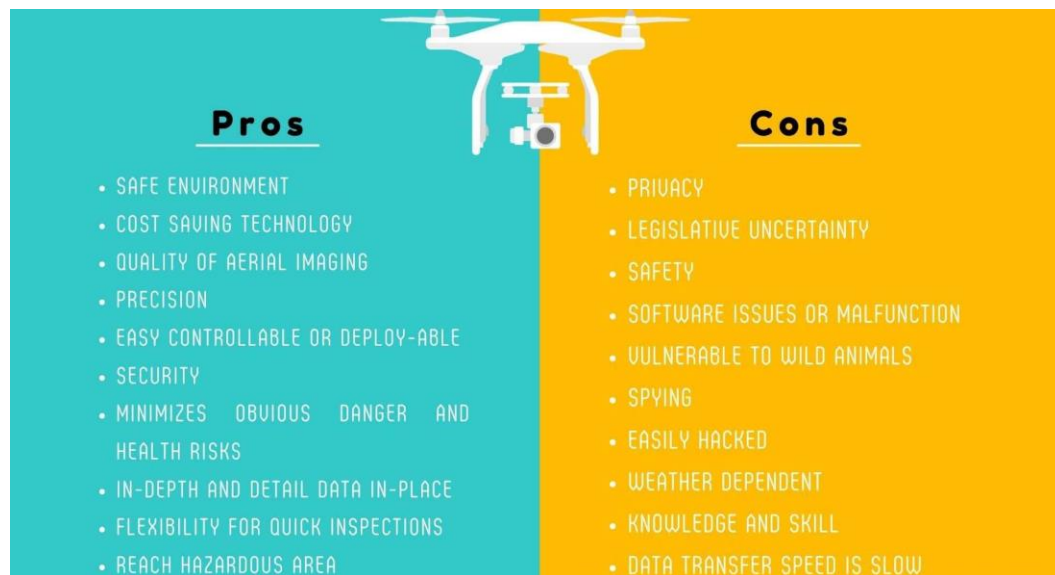 Pros
• SAFE ENVIRONMENT
• COST SAVING TECHNOLOGY
• QUALITY OF AERIAL IMAGING
• PRECISION
• EASY CONTROLLABLE OR DEPLOY-ABLE
• SECURITY
• MINIMIZES OBVIOUS DANGER AND
HEALTH RISKS
• IN-DEPTH AND DETAIL DATA IN-PLACE
• FLEXIBILITY FOR QUICK INSPECTIONS
• REACH HAZARDOUS AREA
Cons
• PRIVACY
• LEGISLATIVE UNCERTAINTY
• SAFETY
• SOFTWARE ISSUES OR MALFUNCTION
• VULNERABLE TO WILD ANIMALS
• SPYING
• EASILY HACKED
• WEATHER DEPENDENT
• KNOWLEDGE AND SKILL
• DATA TRANSFER SPEED IS SLOW